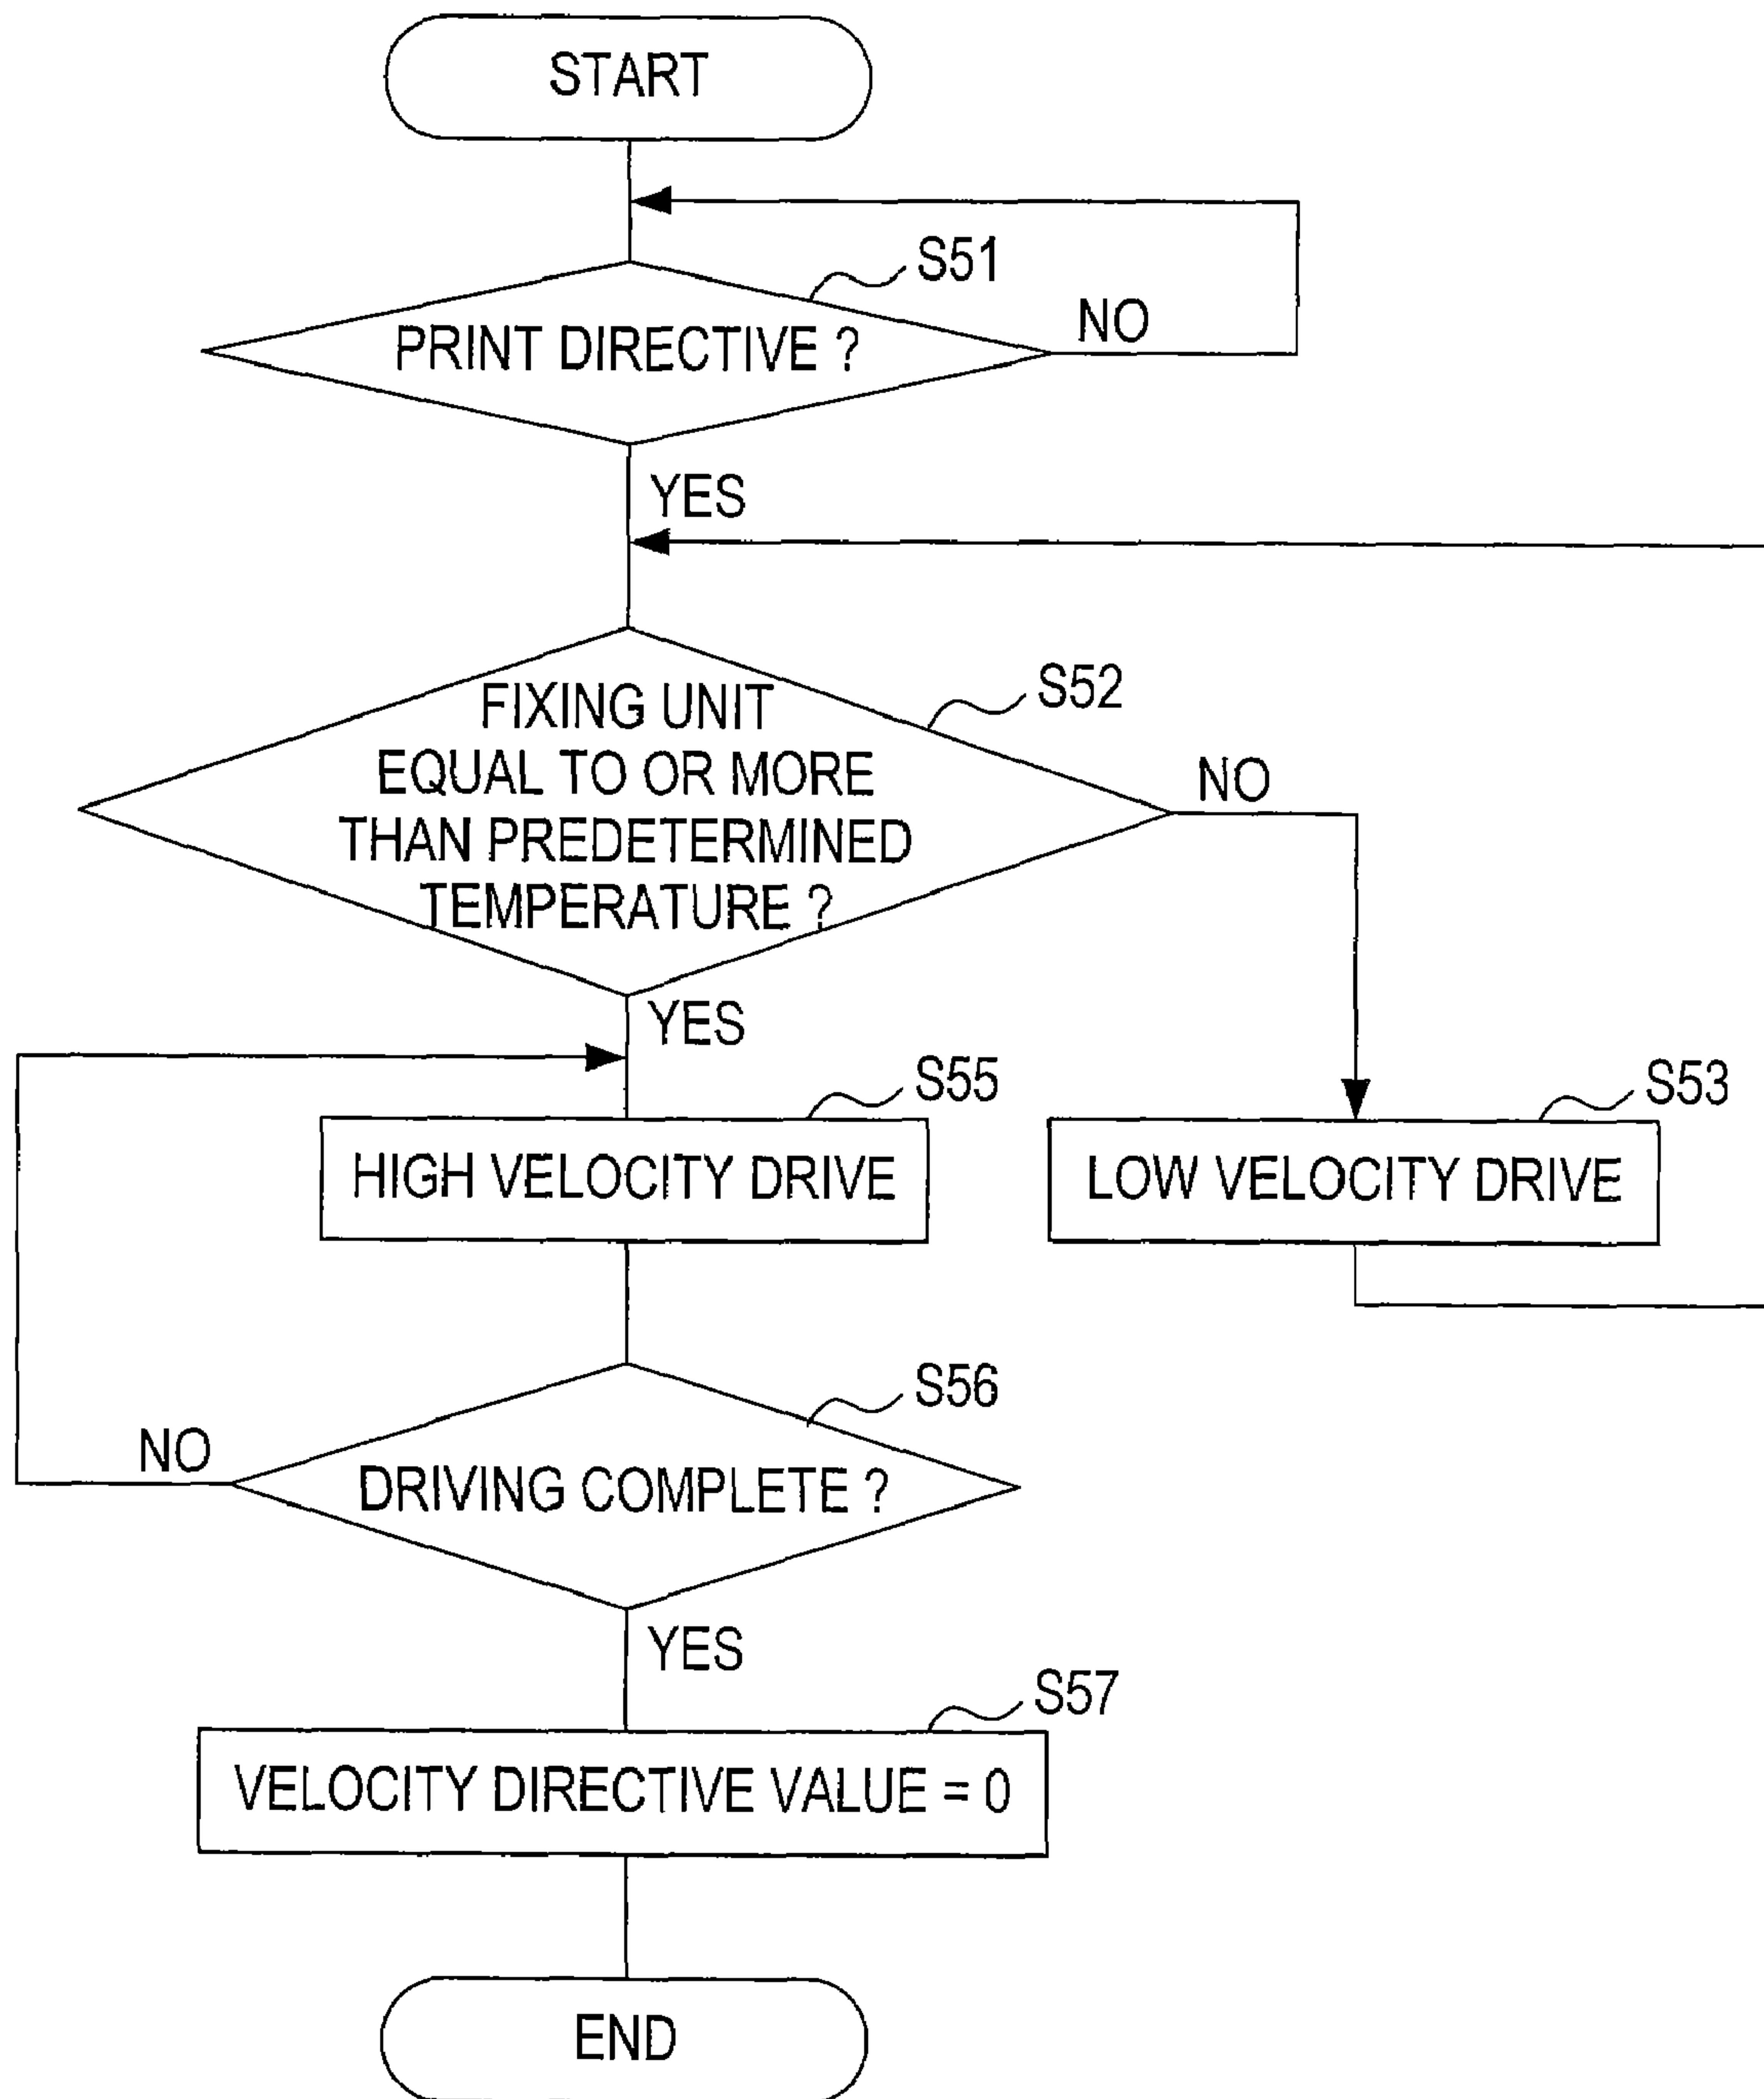 START
S51
PRINT DIRECTIVE ?
NO
YES
S52
FIXING UNIT
EQUAL TO OR MORE
THAN PREDETERMINED
TEMPERATURE ?
NO
YES
S55
HIGH VELOCITY DRIVE
S53
LOW VELOCITY DRIVE
S56
NO
DRIVING COMPLETE ?
YES
S57
VELOCITY DIRECTIVE VALUE = 0
END